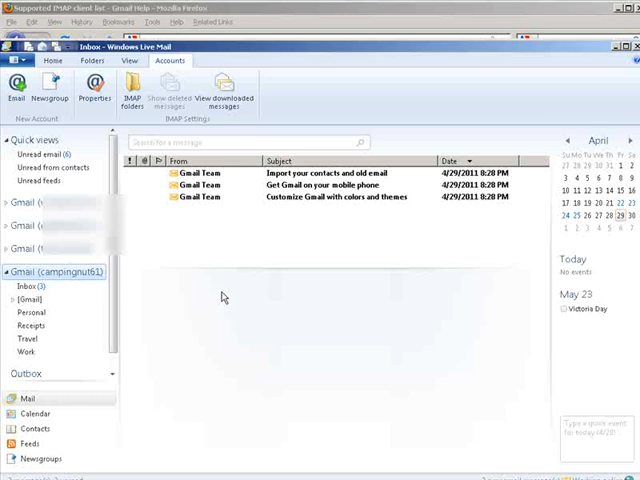 Supported IMAP client list - Gmail Help - Mozilla Firefox
File Edit View History Bookmarks Tools Help Related Links
Inbox - Windows Live Mail
Home Folders View Accounts
Email Newsgroup Properties IMAP folders Show deleted messages View downloaded messages
New Account IMAP Settings
Quick views
Unread email (6)
Unread from contacts
Unread feeds
Gmail (
Gmail (
Gmail (
Gmail (campingnut61)
Inbox (3)
[Gmail]
Personal
Receipts
Travel
Work
Outbox
Mail
Calendar
Contacts
Feeds
Newsgroups
Search for a message
! From Subject Date
Gmail Team Import your contacts and old email 4/29/2011 8:28 PM
Gmail Team Get Gmail on your mobile phone 4/29/2011 8:28 PM
Gmail Team Customize Gmail with colors and themes 4/29/2011 8:28 PM
April
Su Mo Tu We Th Fr Sa
27 28 29 30 31 1 2
3 4 5 6 7 8 9
10 11 12 13 14 15 16
17 18 19 20 21 22 23
24 25 26 27 28 29 30
1 2 3 4 5 6 7
Today
No events
May 23
Victoria Day
Type a quick event
for today (4/29)